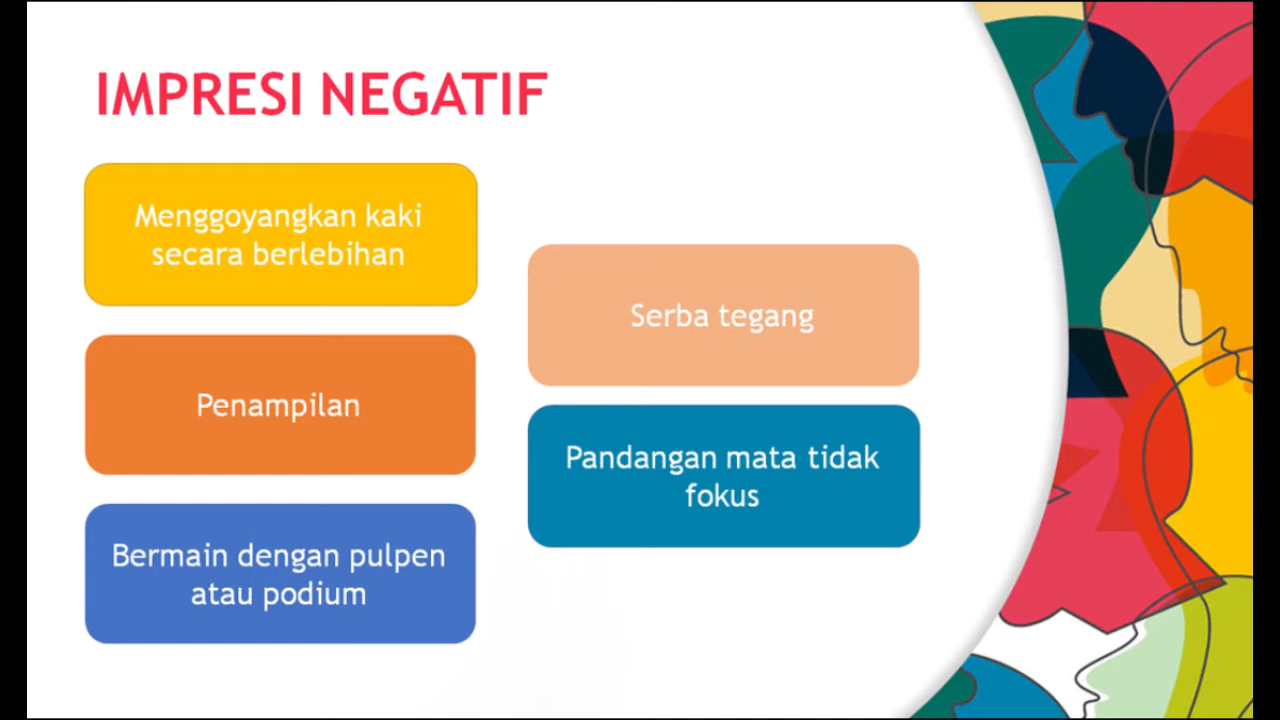 IMPRESI NEGATIF
Menggoyangkan kaki
secara berlebihan
Penampilan
Bermain dengan pulpen
atau podium
Serba tegang
Pandangan mata tidak
fokus